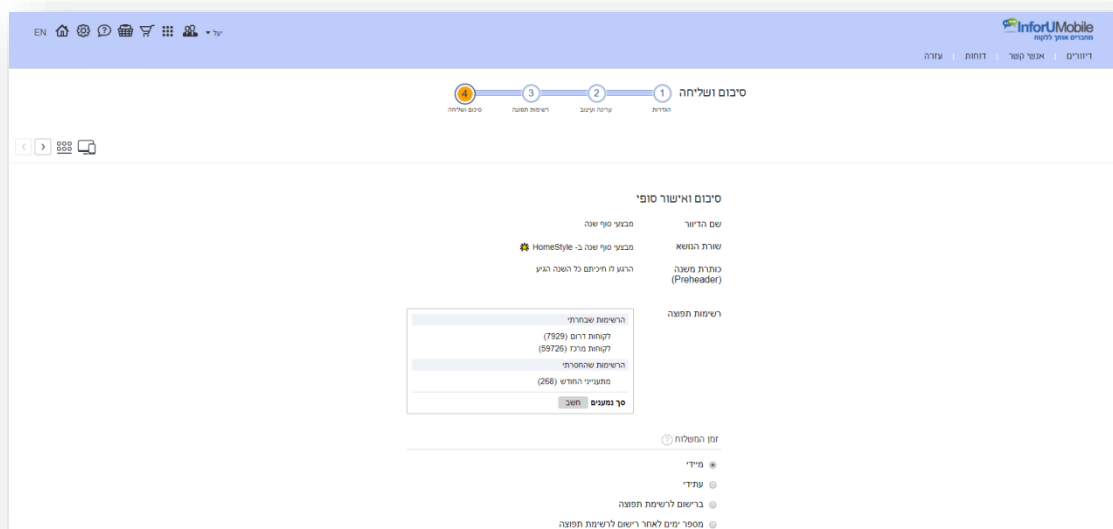 InforUMobile
מחברים אותך ללקוח
EN
יעל
דיוורים | אנשי קשר | דוחות | עזרה
סיכום ושליחה
1 2 3 4
הגדרות עריכה ועיצוב רשימות תפוצה סיכום ושליחה
סיכום ואישור סופי
שם הדיוור מבצעי סוף שנה
שורת הנושא מבצעי סוף שנה ב- HomeStyle
כותרת משנה הרגע לו חיכיתם כל השנה הגיע
(Preheader)
רשימות תפוצה
הרשימות שבחרתי
לקוחות דרום (7929)
לקוחות מרכז (59726)
הרשימות שהחסרתי
מתענייני החודש (268)
סך נמענים חשב
זמן המשלוח ?
מיידי
עתידי
ברישום לרשימת תפוצה
מספר ימים לאחר רישום לרשימת תפוצה